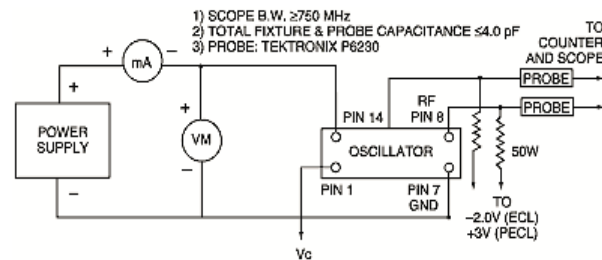 1) SCOPE B.W. ≥750 MHz
2) TOTAL FIXTURE & PROBE CAPACITANCE ≤4.0 pF
3) PROBE: TEKTRONIX P6230
TO
COUNTER
AND SCOPE
+ mA −
PROBE
PROBE
+
+
RF
PIN 14
PIN 8
POWER
SUPPLY
VM
OSCILLATOR
50W
−
−
PIN 1
PIN 7
GND
TO
−2.0V (ECL)
+3V (PECL)
Vc